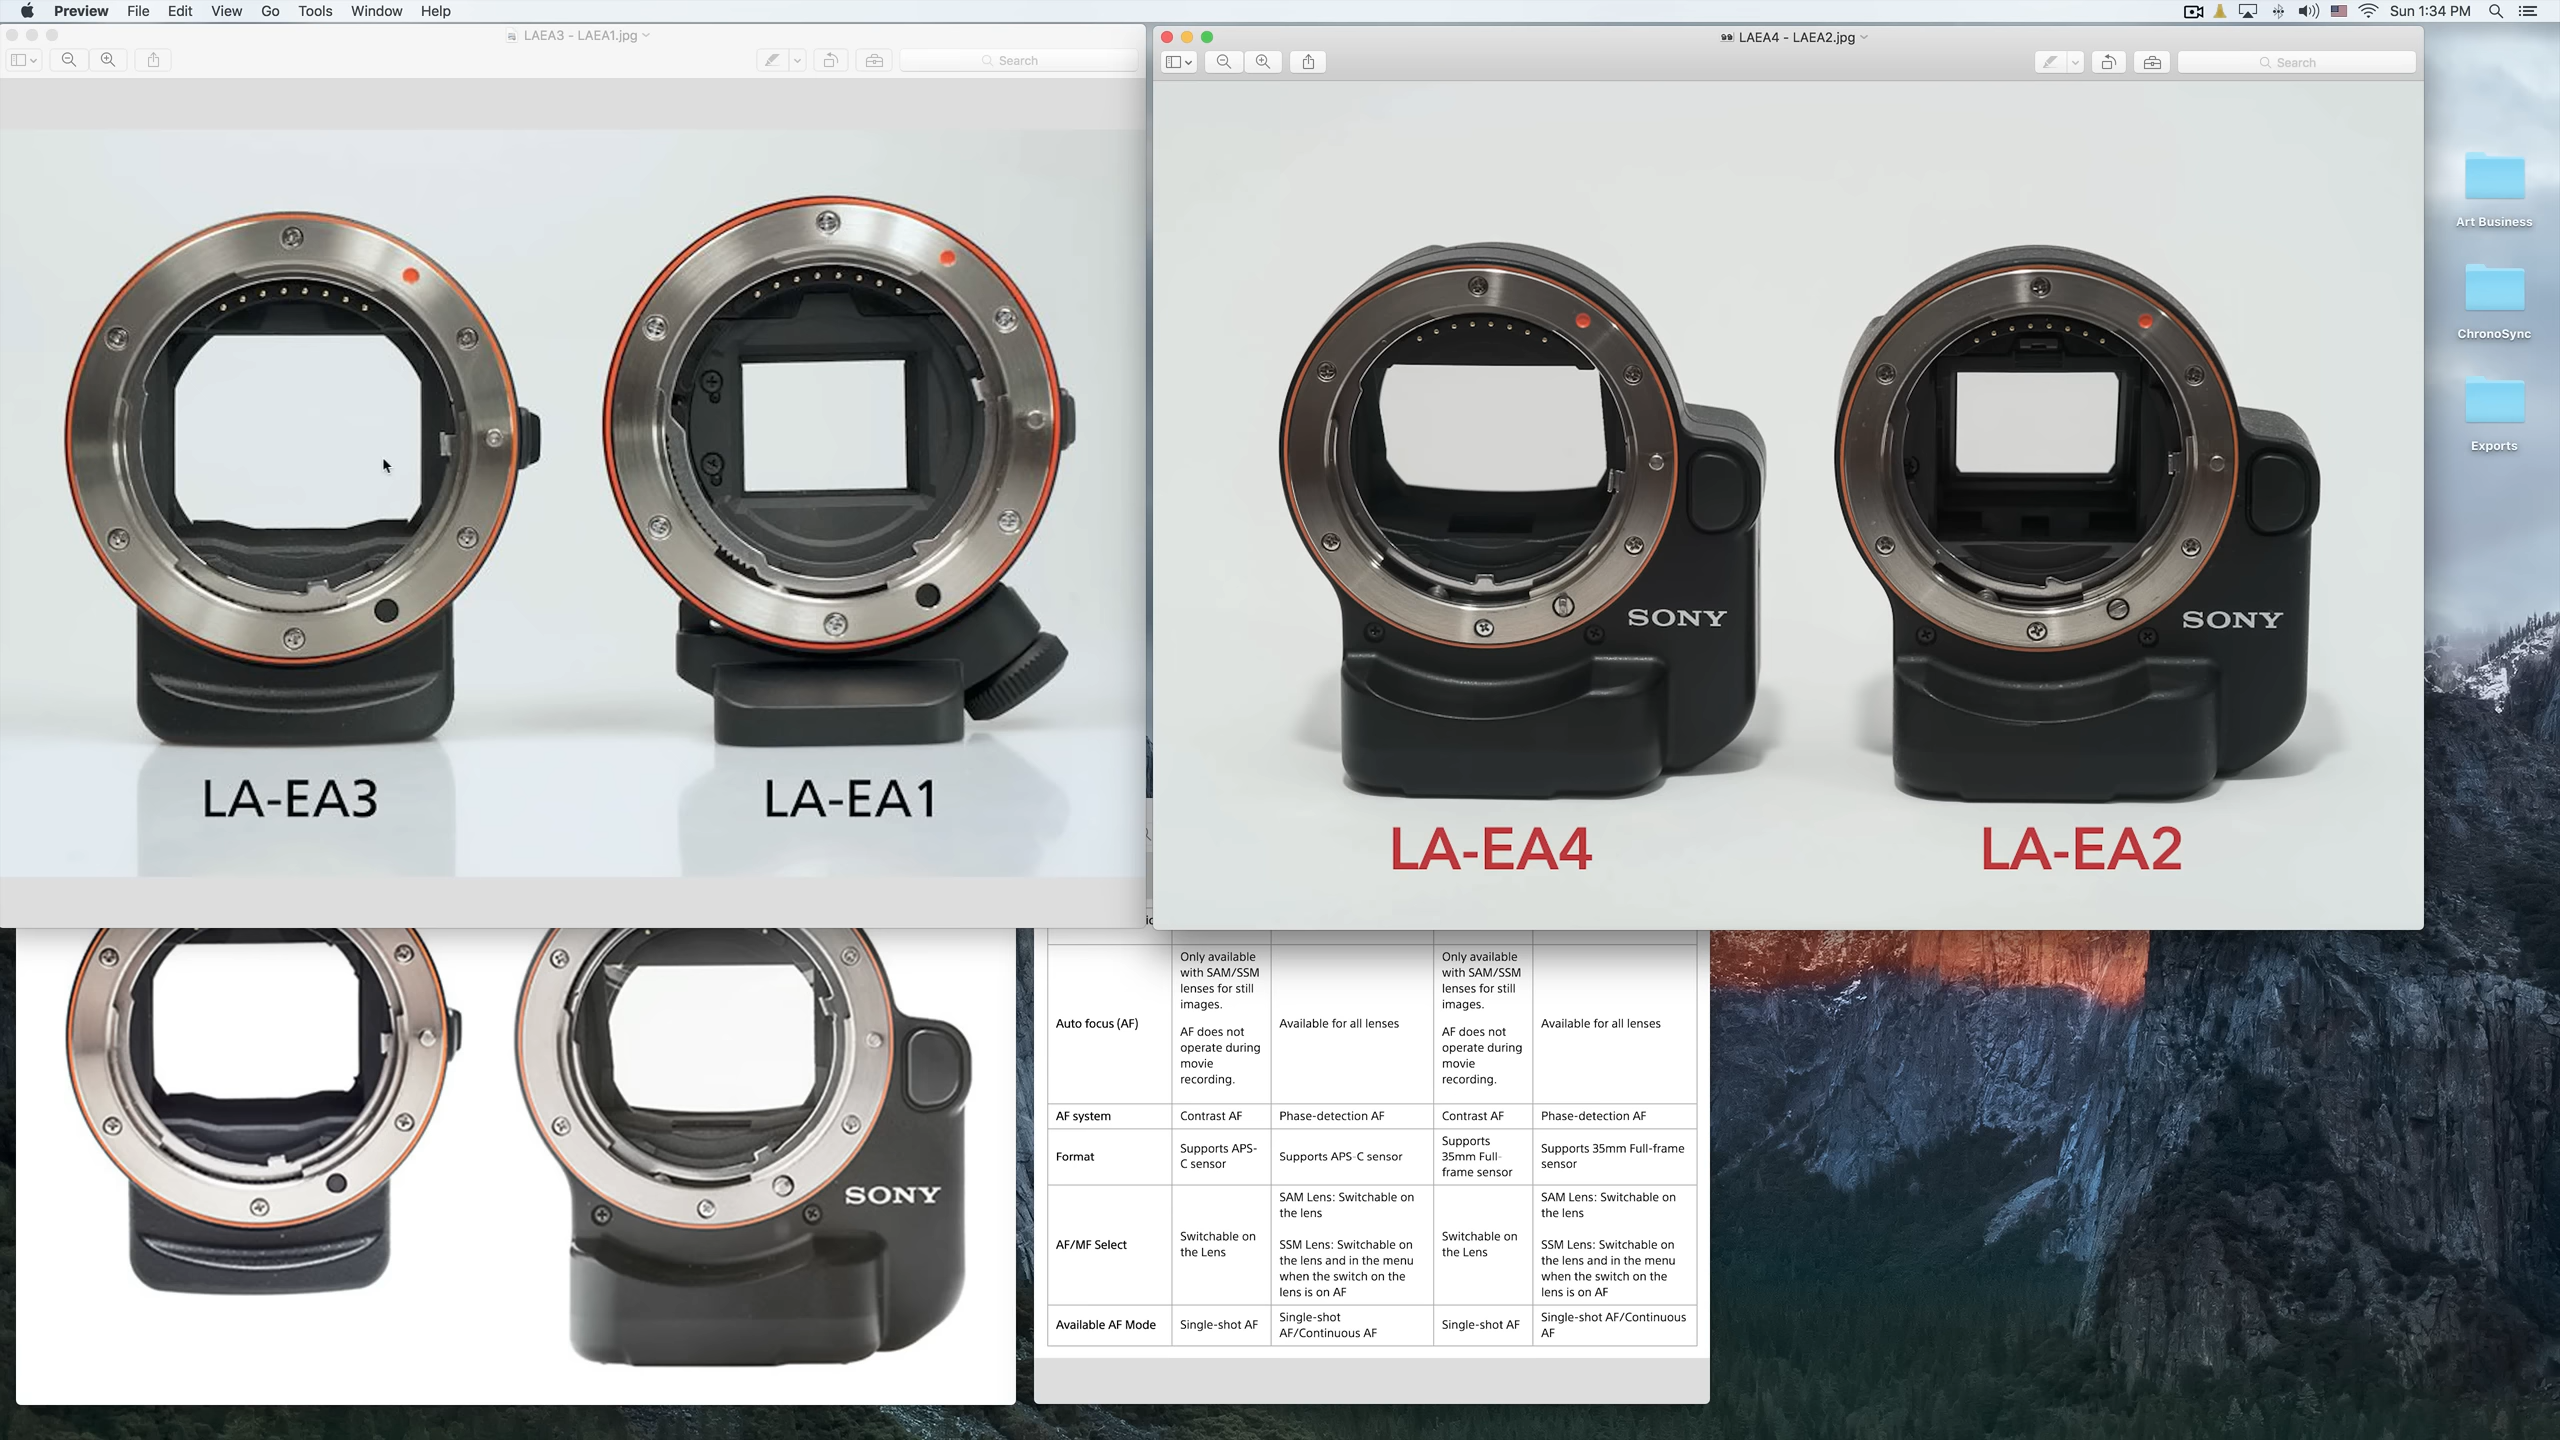 Preview File Edit View Go Tools Window Help
Sun 1:34 PM
LAEA3 - LAEA1.jpg
Search
LAEA4 - LAEA2.jpg
Search
LA-EA3
LA-EA1
SONY
SONY
LA-EA4
LA-EA2
Art Business
ChronoSync
Exports
SONY
Auto focus (AF)
Only available
with SAM/SSM
lenses for still
images.
AF does not
operate during
movie
recording.
Available for all lenses
Only available
with SAM/SSM
lenses for still
images.
AF does not
operate during
movie
recording.
Available for all lenses
AF system
Contrast AF
Phase-detection AF
Contrast AF
Phase-detection AF
Format
Supports APS-
C sensor
Supports APS-C sensor
Supports
35mm Full-
frame sensor
Supports 35mm Full-frame
sensor
AF/MF Select
Switchable on
the Lens
SAM Lens: Switchable on
the lens
SSM Lens: Switchable on
the lens and in the menu
when the switch on the
lens is on AF
Switchable on
the Lens
SAM Lens: Switchable on
the lens
SSM Lens: Switchable on
the lens and in the menu
when the switch on the
lens is on AF
Available AF Mode
Single-shot AF
Single-shot
AF/Continuous AF
Single-shot AF
Single-shot AF/Continuous
AF